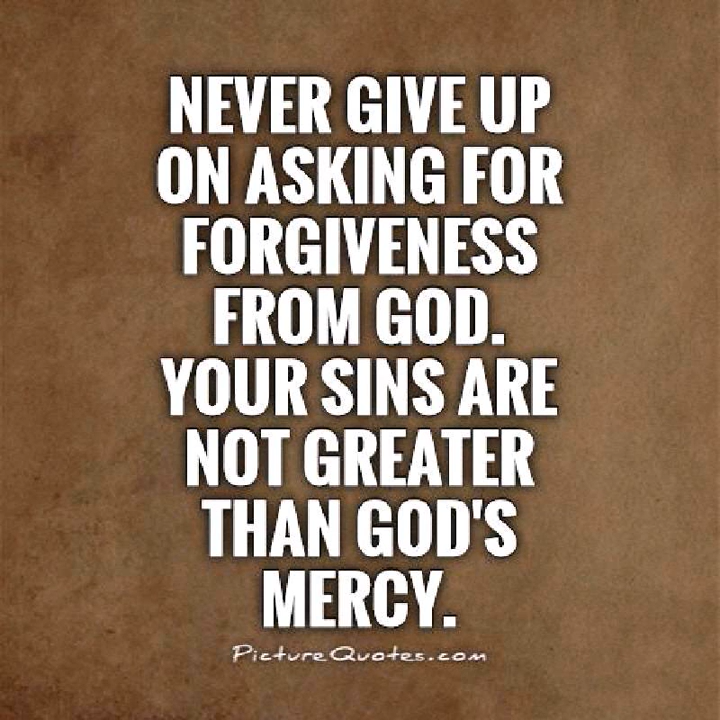 NEVER GIVE UP
ON ASKING FOR
FORGIVENESS
FROM GOD.
YOUR SINS ARE
NOT GREATER
THAN GOD'S
MERCY.
PictureQuotes.com